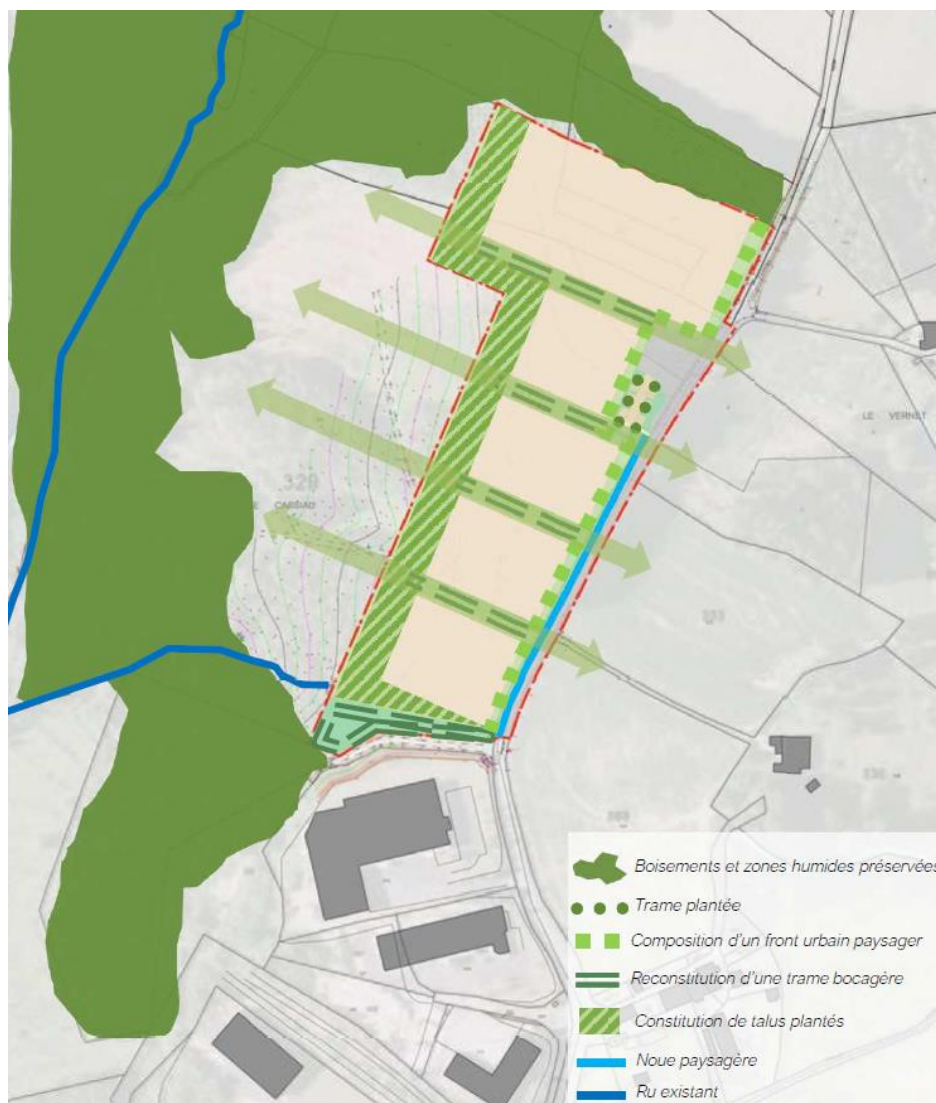 LE VERNET
320
Boisements et zones humides préservées
Trame plantée
Composition d'un front urbain paysager
Reconstitution d'une trame bocagère
Constitution de talus plantés
Noue paysagère
Ru existant